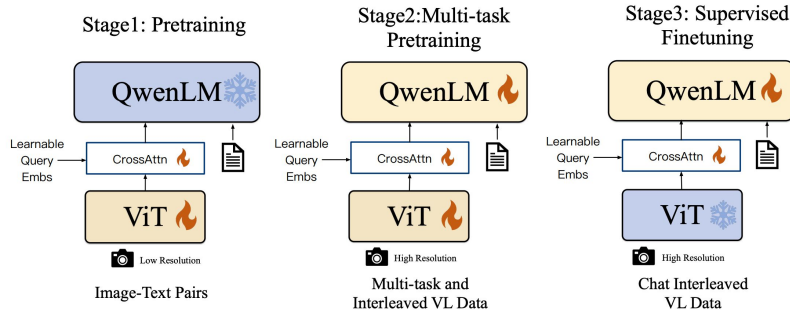 Stage1: Pretraining
QwenLM
Learnable
Query
Embs
CrossAttn
ViT
Low Resolution
Image-Text Pairs
Stage2:Multi-task
Pretraining
QwenLM
Learnable
Query
Embs
CrossAttn
ViT
High Resolution
Multi-task and
Interleaved VL Data
Stage3: Supervised
Finetuning
QwenLM
Learnable
Query
Embs
CrossAttn
ViT
High Resolution
Chat Interleaved
VL Data